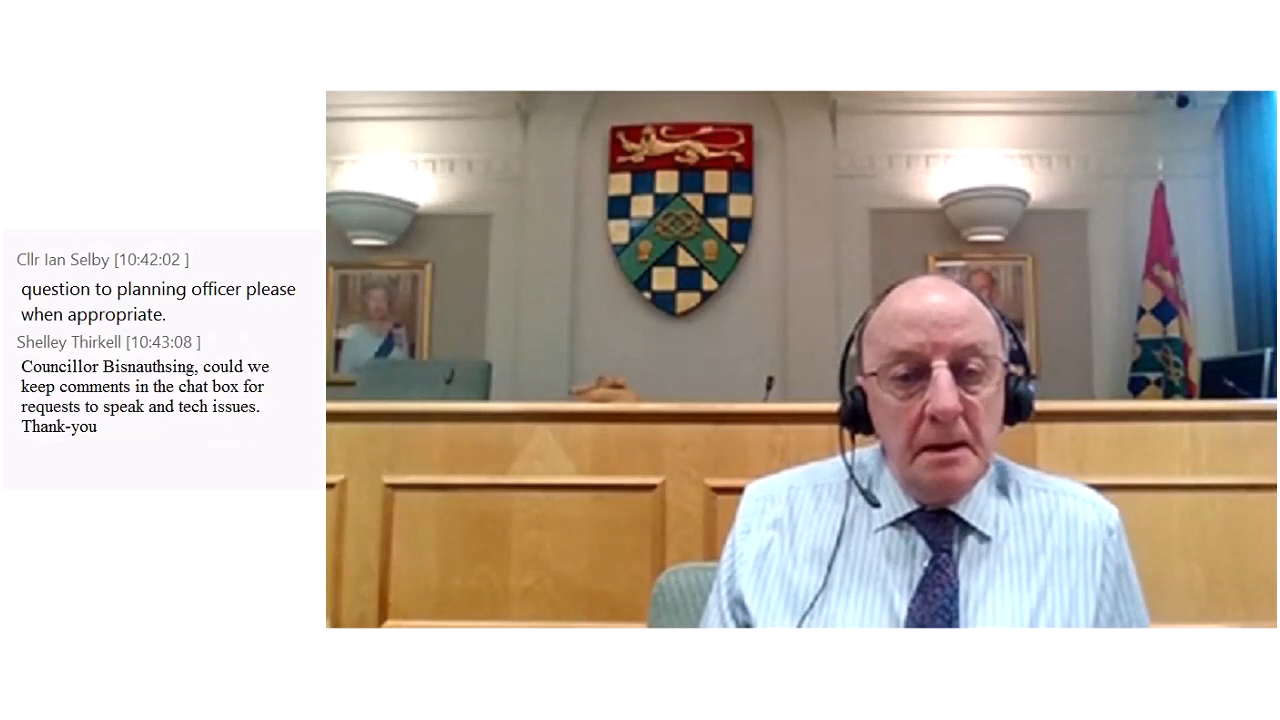 Cllr Ian Selby [10:42:02 ]
question to planning officer please
when appropriate.
Shelley Thirkell [10:43:08 ]
Councillor Bisnauthsing, could we
keep comments in the chat box for
requests to speak and tech issues.
Thank-you